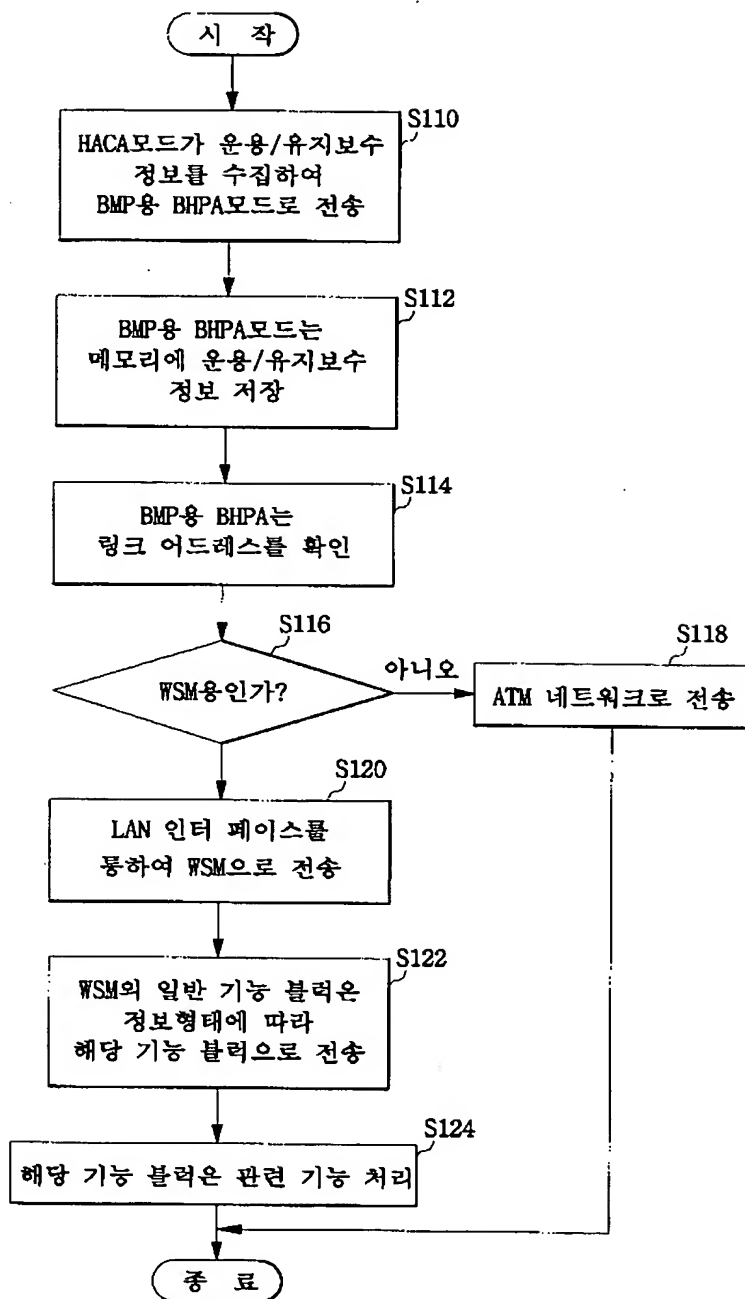 시 작
S110
HACA모드가 운용/유지보수
정보를 수집하여
BMP용 BHPA모드로 전송
S112
BMP용 BHPA모드는
메모리에 운용/유지보수
정보 저장
S114
BMP용 BHPA는
링크 어드레스를 확인
S116
WSM용인가?
아니오
S118
ATM 네트워크로 전송
S120
LAN 인터 페이스를
통하여 WSM으로 전송
S122
WSM의 일반 기능 블럭은
정보형태에 따라
해당 기능 블럭으로 전송
S124
해당 기능 블럭은 관련 기능 처리
종 료